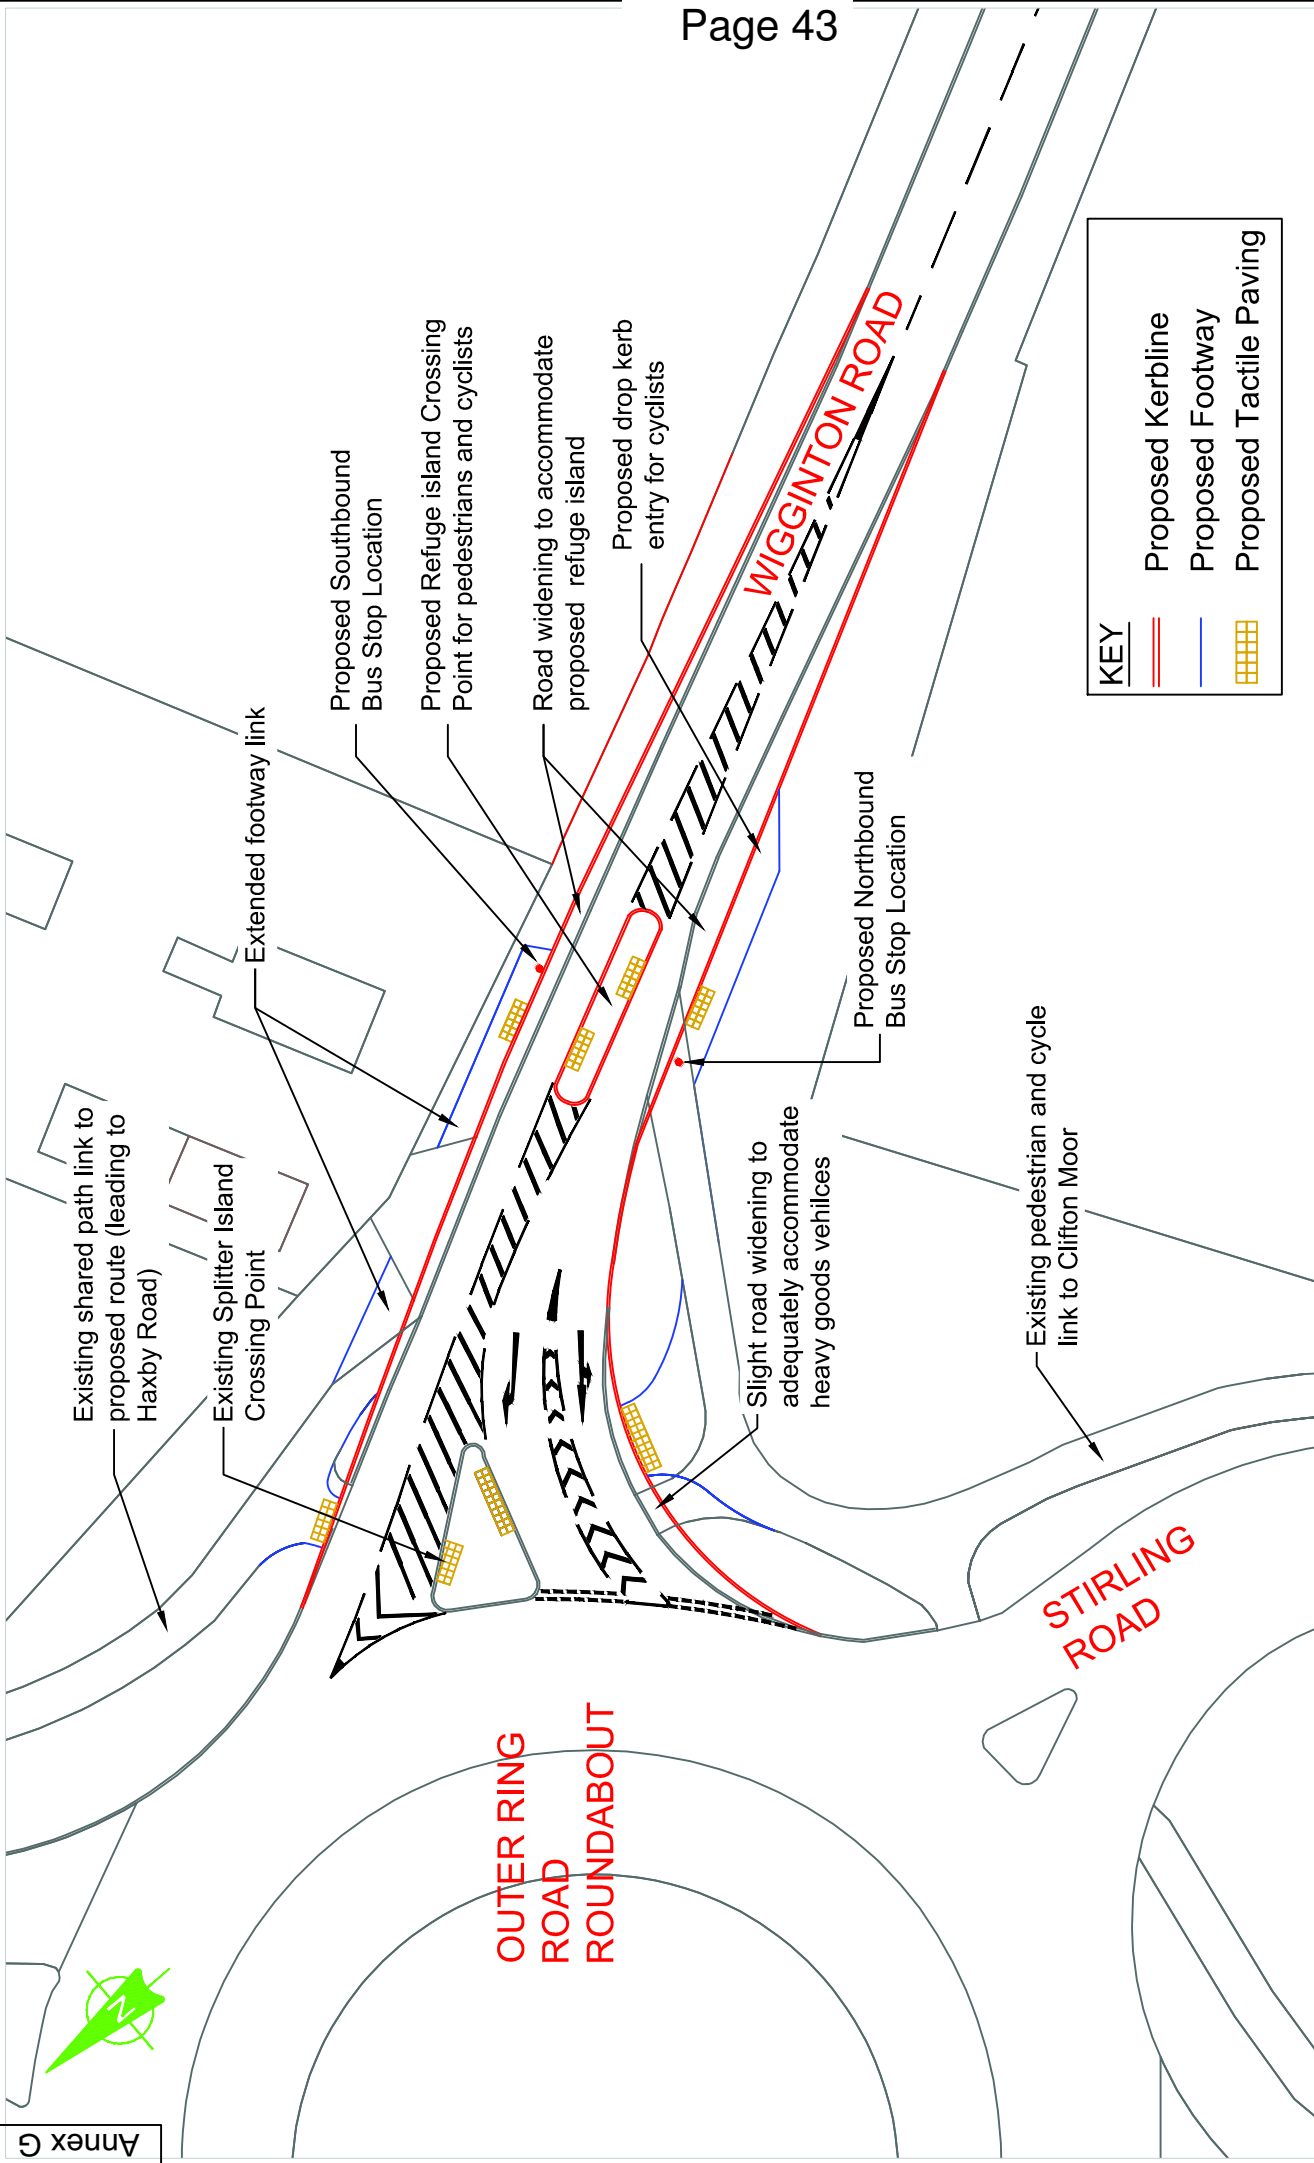 Page 43
Annex G
Existing shared path link to
proposed route (leading to
Haxby Road)
Existing Splitter Island
Crossing Point
Extended footway link
Proposed Southbound
Bus Stop Location
Proposed Refuge island Crossing
Point for pedestrians and cyclists
Road widening to accommodate
proposed refuge island
Proposed drop kerb
entry for cyclists
WIGGINTON ROAD
Proposed Northbound
Bus Stop Location
Slight road widening to
adequately accommodate
heavy goods vehilces
Existing pedestrian and cycle
link to Clifton Moor
STIRLING
ROAD
OUTER RING
ROAD
ROUNDABOUT
N
KEY
Proposed Kerbline
Proposed Footway
Proposed Tactile Paving